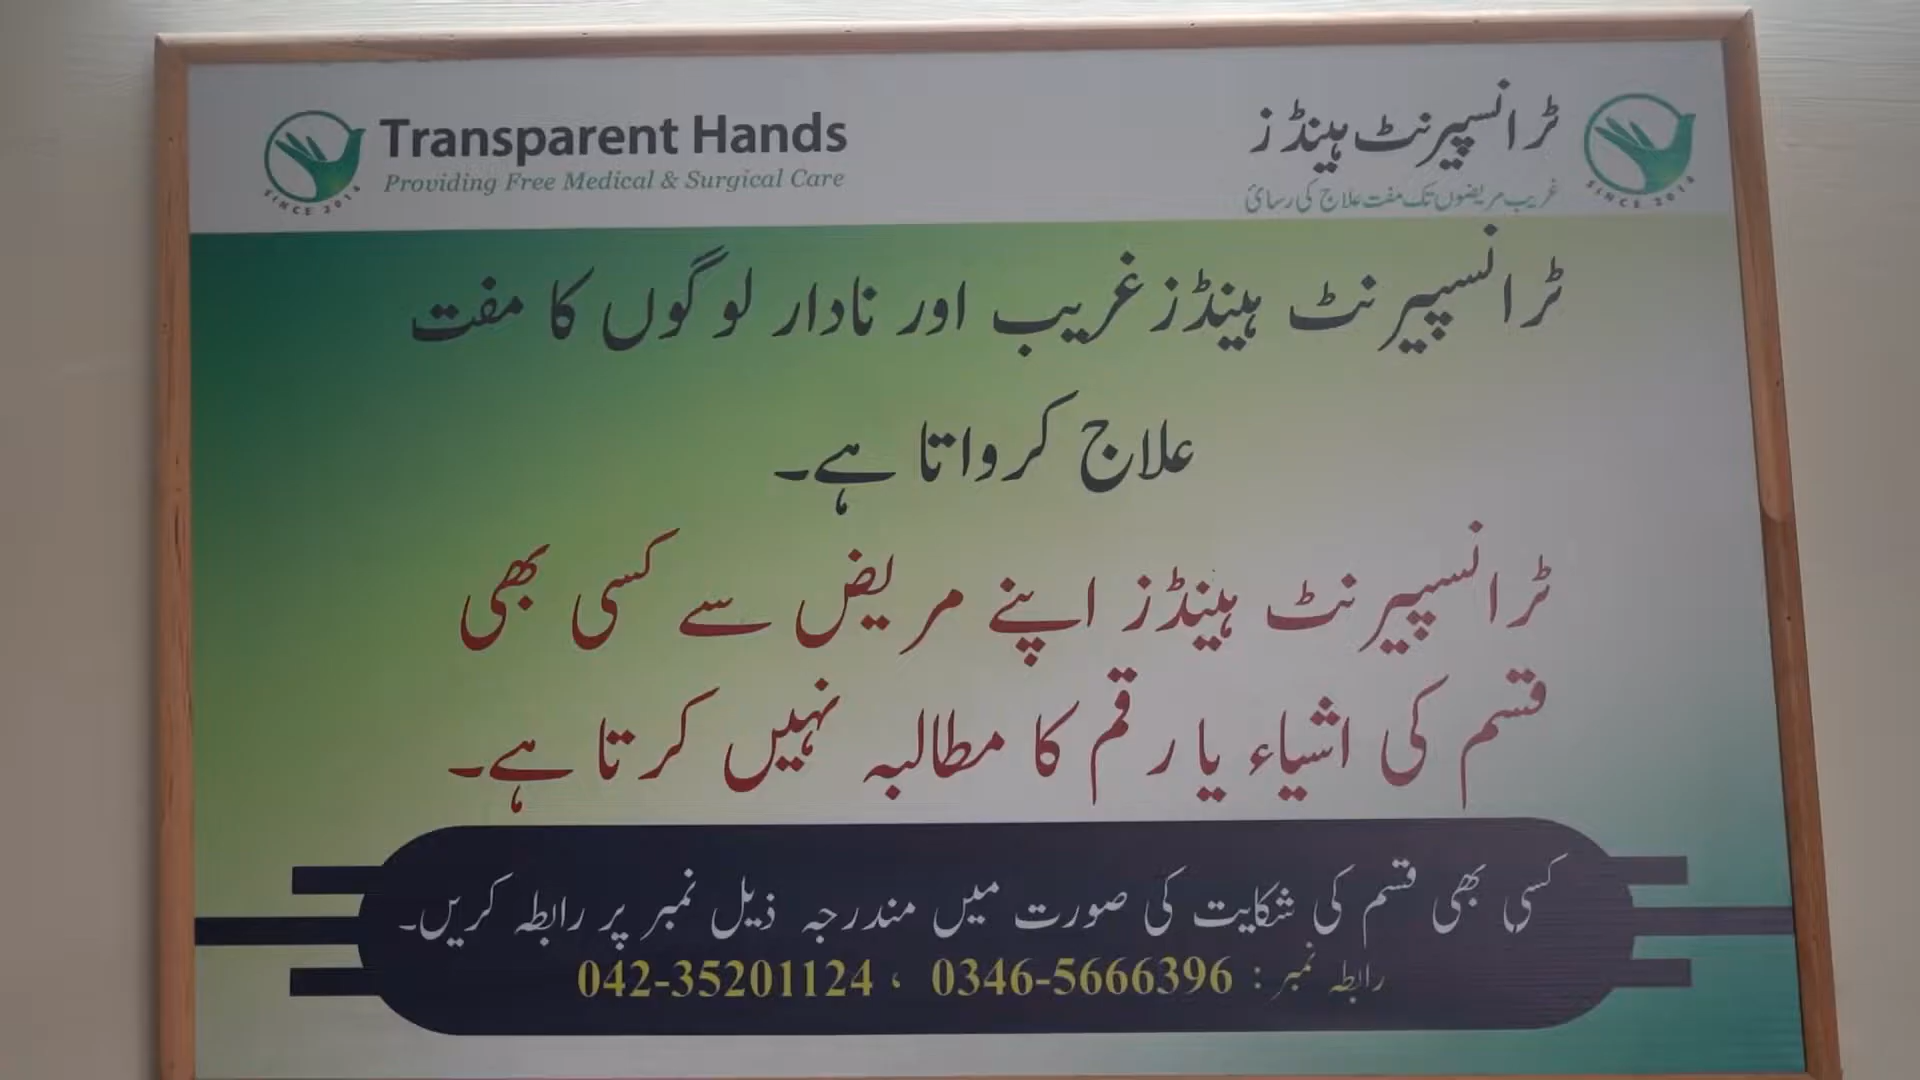 Transparent Hands
Providing Free Medical & Surgical Care
SINCE 2014
ٹرانسپیرنٹ ہینڈز
غریب مریضوں تک مفت علاج کی رسائی
SINCE 2014
ٹرانسپیرنٹ ہینڈز غریب اور نادار لوگوں کا مفت
علاج کرواتا ہے۔
ٹرانسپیرنٹ ہینڈز اپنے مریض سے کسی بھی
قسم کی اشیاء یا رقم کا مطالبہ نہیں کرتا ہے۔
کسی بھی قسم کی شکایت کی صورت میں مندرجہ ذیل نمبر پر رابطہ کریں۔
رابطہ نمبر : 0346-5666396 ، 042-35201124